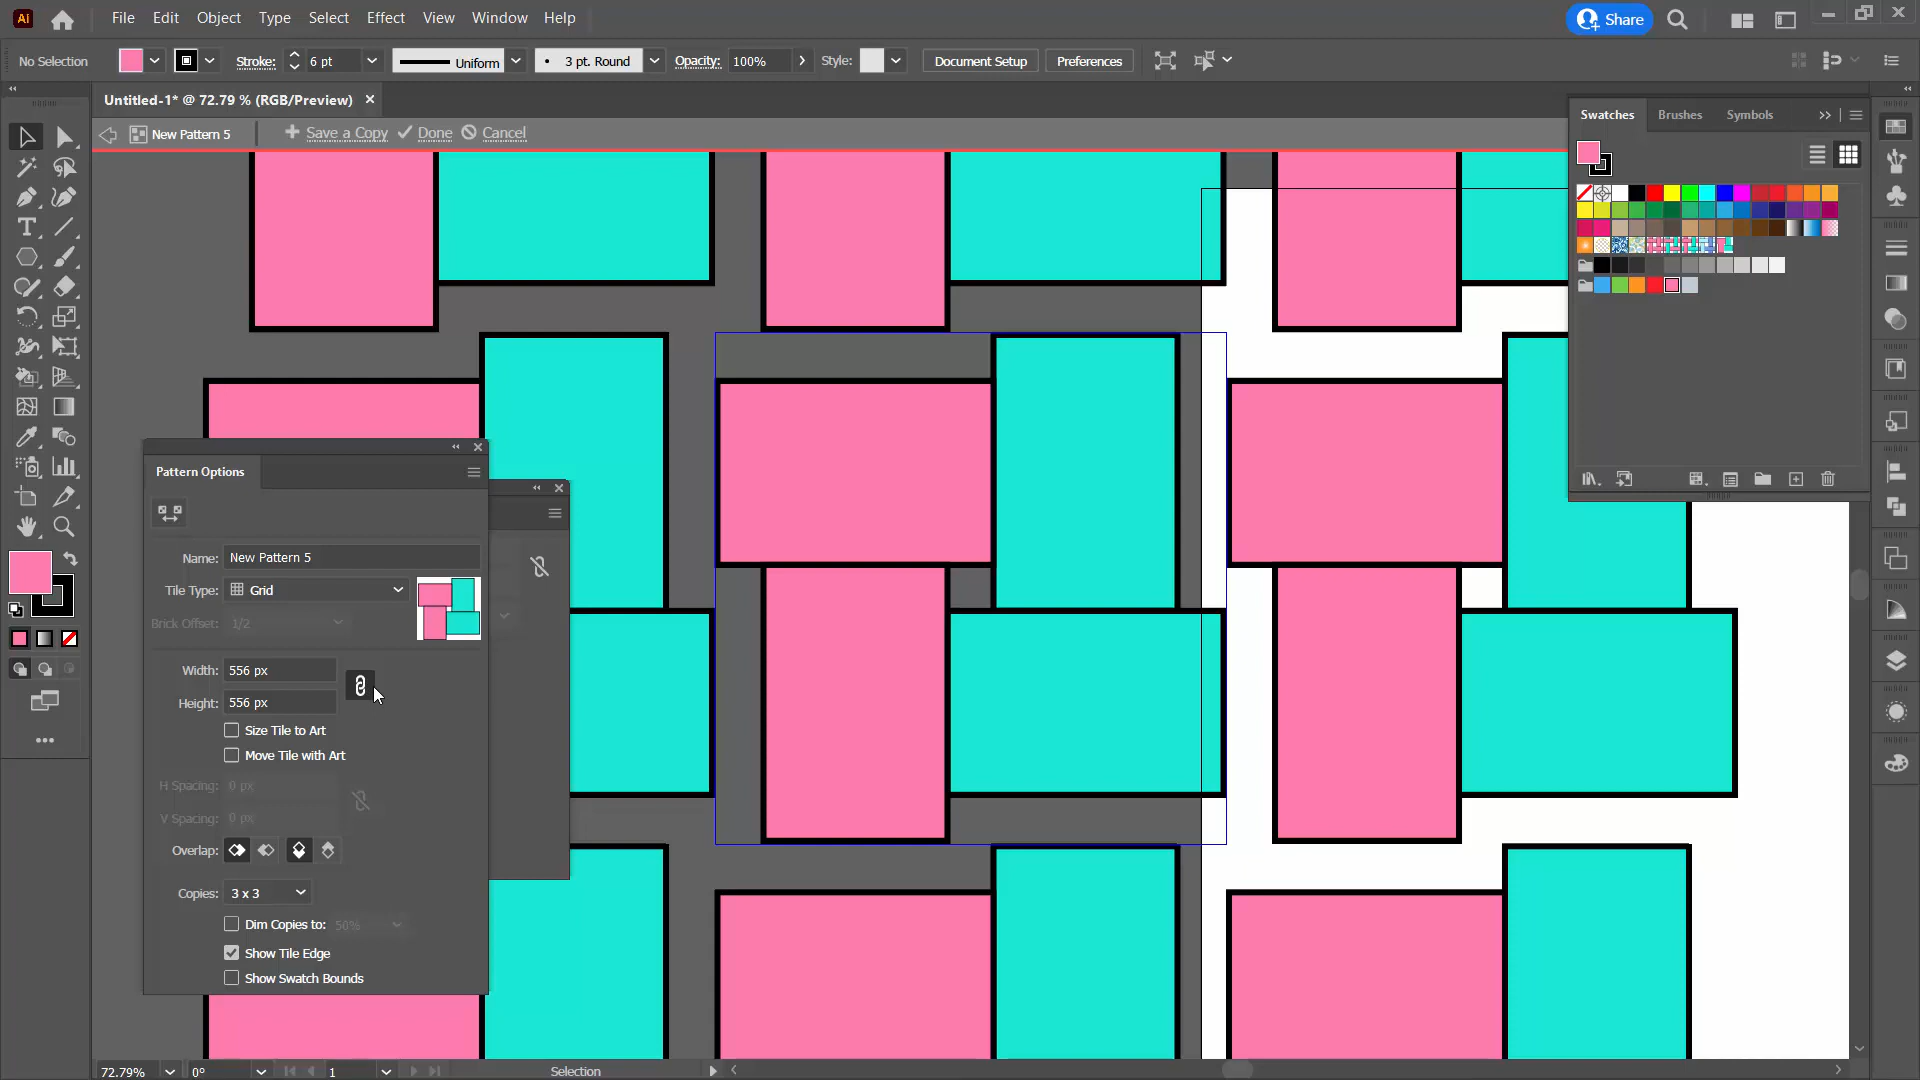 Ai File Edit Object Type Select Effect View Window Help Share
No Selection Stroke: 6 pt Uniform 3 pt. Round Opacity: 100% Style: Document Setup Preferences
Untitled-1* @ 72.79 % (RGB/Preview)
New Pattern 5 Save a Copy Done Cancel
Swatches Brushes Symbols
Pattern Options
Name: New Pattern 5
Tile Type: Grid
Brick Offset: 1/2
Width: 556 px
Height: 556 px
Size Tile to Art
Move Tile with Art
H Spacing: 0 px
V Spacing: 0 px
Overlap:
Copies: 3 x 3
Dim Copies to: 50%
Show Tile Edge
Show Swatch Bounds
72.79% 0° 1 Selection